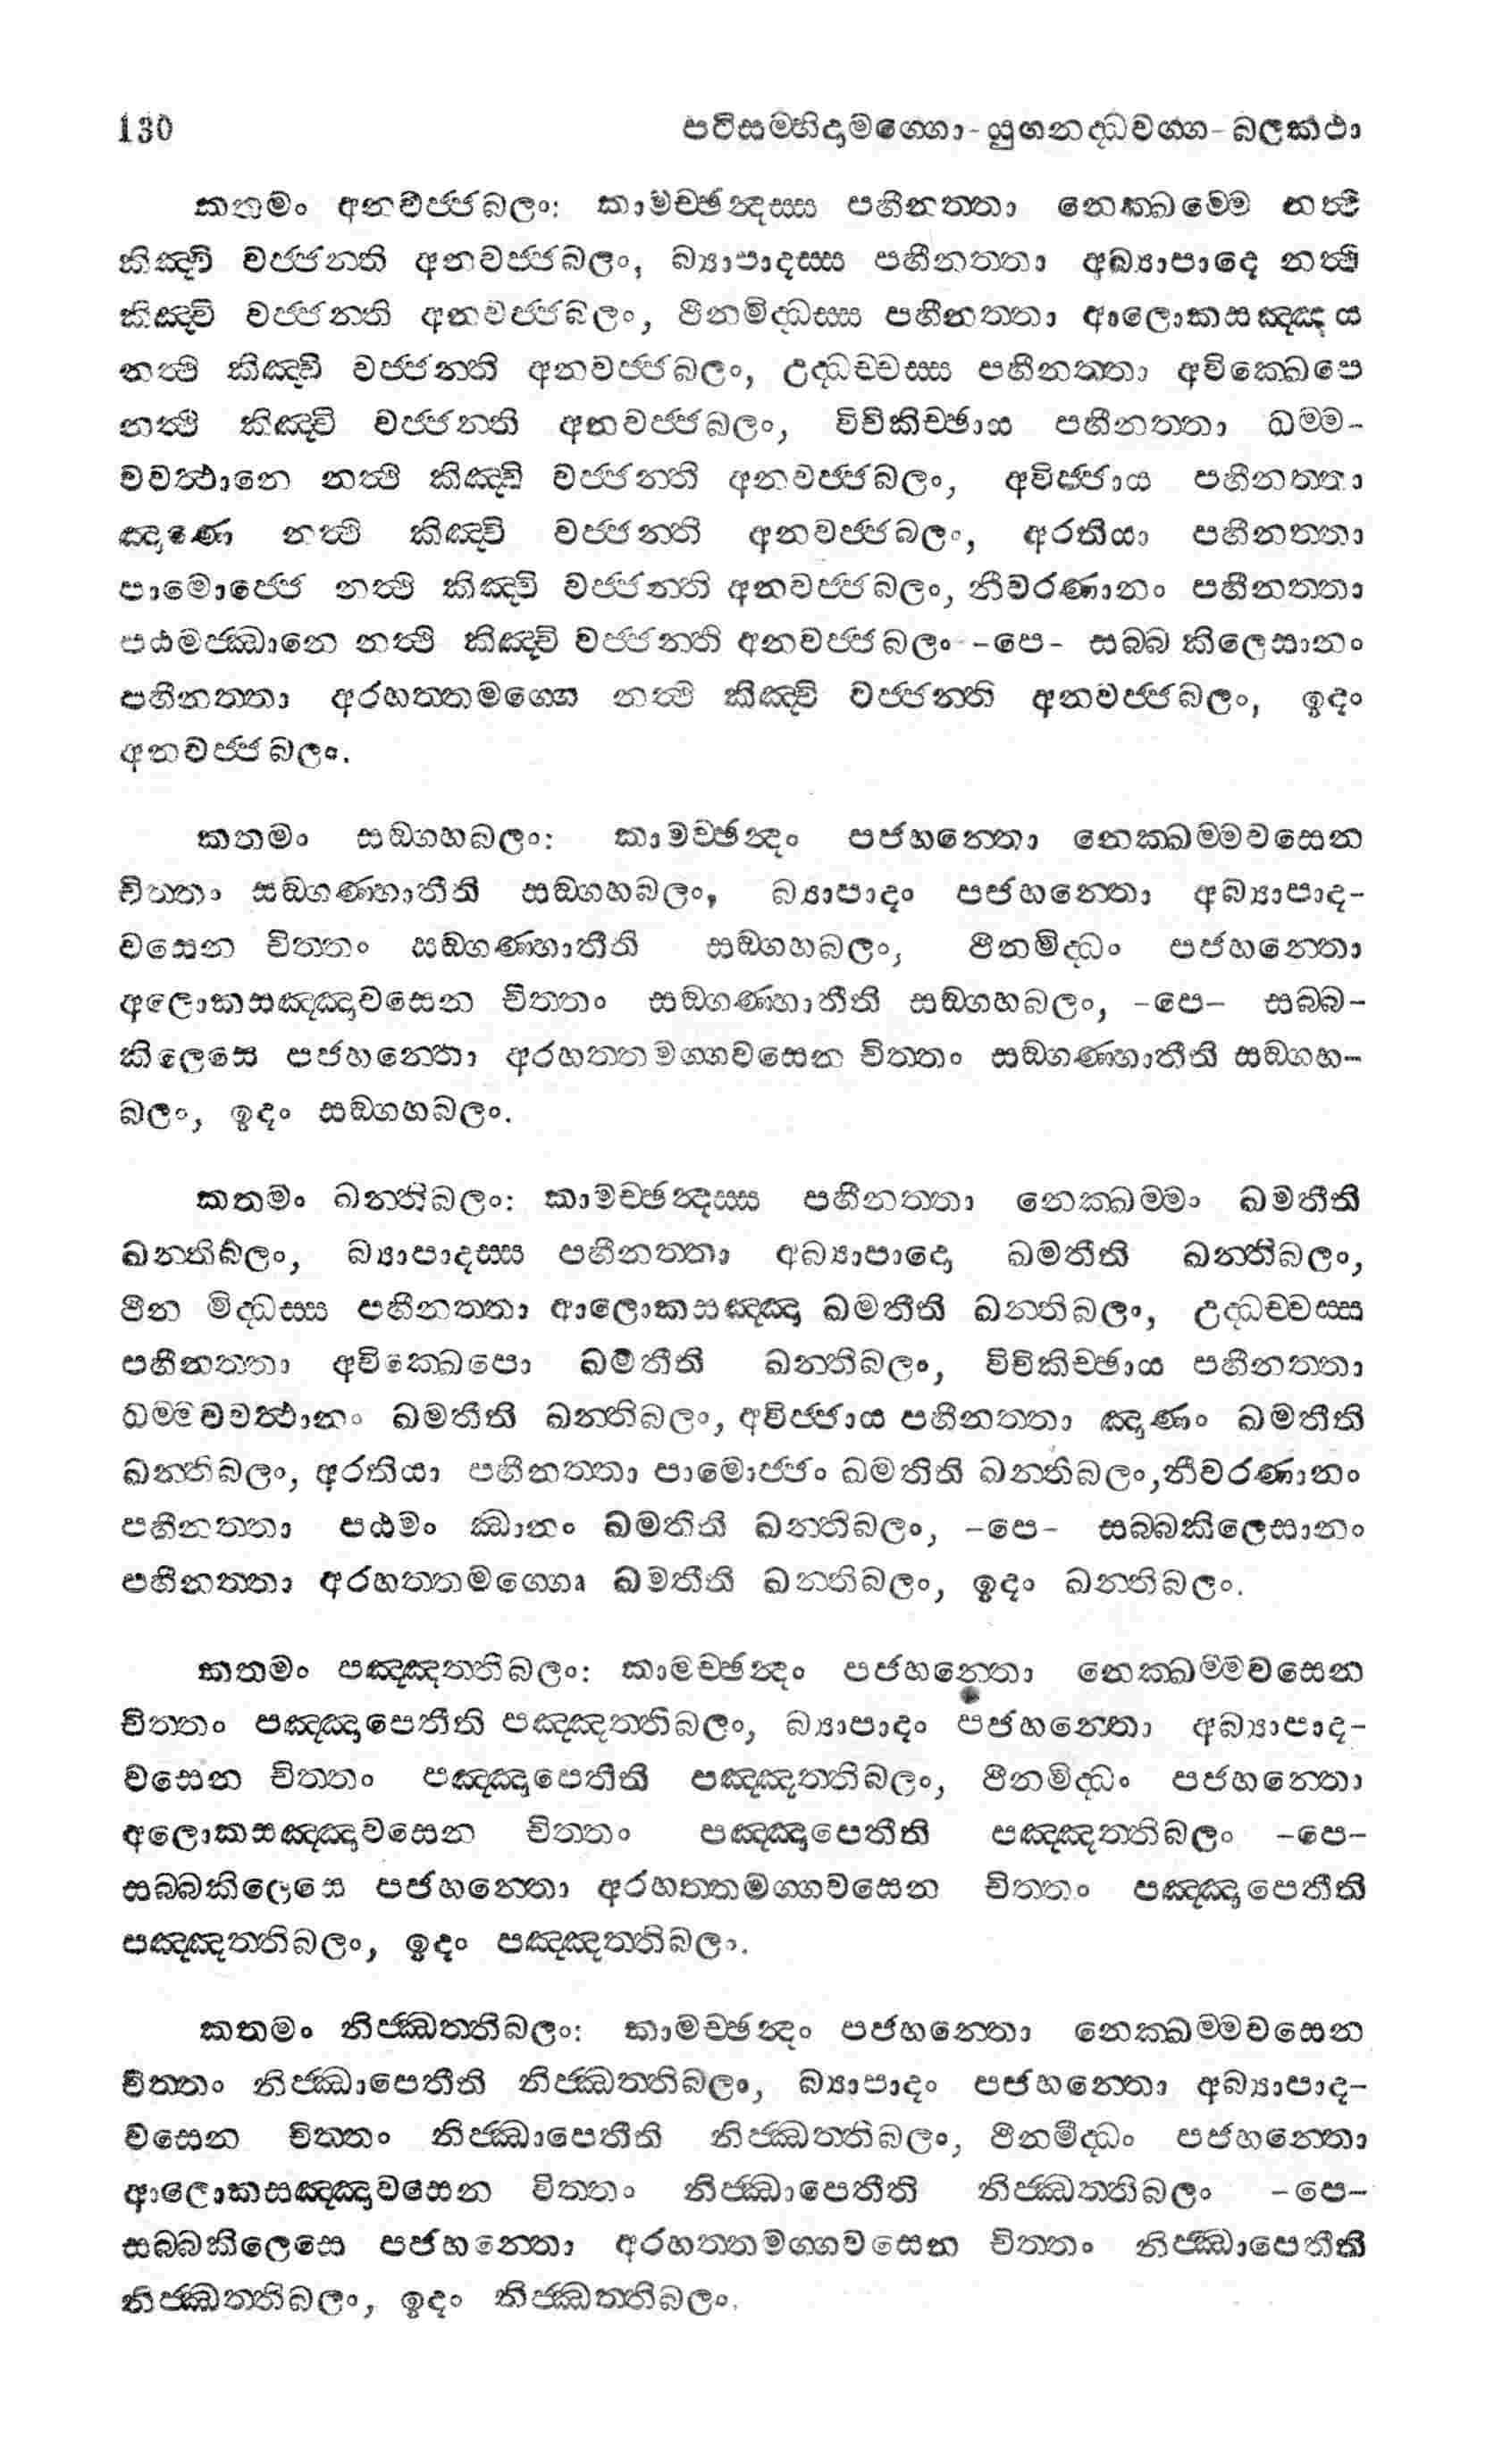 130 පටිසම්භිදාමග්ගො-යුගනද්ධවග්ග-බලකථා
කතමං අනවජ්ජබලං: කාමච්ඡන්දස්ස පහීනත්තා නෙක්ඛම්මෙ නත්ථි
කිඤ්චි වජ්ජන්ති අනවජ්ජබලං, බ්‍යාපාදස්ස පහීනත්තා අබ්‍යාපාදෙ නත්ථි
කිඤ්චි වජ්ජන්ති අනවජ්ජබලං, ථිනමිද්ධස්ස පහීනත්තා ආලොකසඤ්ඤාය
නත්ථි කිඤ්චි වජ්ජන්ති අනවජ්ජබලං, උද්ධච්චස්ස පහීනත්තා අවික්ඛෙපෙ
නත්ථි කිඤ්චි වජ්ජන්ති අනවජ්ජබලං, විචිකිච්ඡාය පහීනත්තා ධම්ම-
වවත්ථානෙ නත්ථි කිඤ්චි වජ්ජන්ති අනවජ්ජබලං, අවිජ්ජාය පහීනත්තා
ඤාණෙ නත්ථි කිඤ්චි වජ්ජන්ති අනවජ්ජබලං, අරතියා පහීනත්තා
පාමොජ්ජෙ නත්ථි කිඤ්චි වජ්ජන්ති අනවජ්ජබලං, නීවරණානං පහීනත්තා
පඨමජ්ඣානෙ නත්ථි කිඤ්චි වජ්ජන්ති අනවජ්ජබලං -පෙ- සබ්බ කිලෙසානං
පහීනත්තා අරහත්තමග්ගෙ නත්ථි කිඤ්චි වජ්ජන්ති අනවජ්ජබලං, ඉදං
අනවජ්ජබලං.
කතමං සඞ්ගහබලං: කාමච්ඡන්දං පජහන්තො නෙක්ඛම්මවසෙන
චිත්තං සඞ්ගණ්හාතීති සඞ්ගහබලං, බ්‍යාපාදං පජහන්තො අබ්‍යාපාද-
වසෙන චිත්තං සඞ්ගණ්හාතීති සඞ්ගහබලං, ථිනමිද්ධං පජහන්තො
අලොකසඤ්ඤාවසෙන චිත්තං සඞ්ගණ්හාතීති සඞ්ගහබලං, -පෙ- සබ්බ-
කිලෙසෙ පජහන්තො අරහත්තමග්ගවසෙන චිත්තං සඞ්ගණ්හාතීති සඞ්ගහ-
බලං, ඉදං සඞ්ගහබලං.
කතමං ඛන්තිබලං: කාමච්ඡන්දස්ස පහීනත්තා නෙක්ඛම්මං ඛමතීති
ඛන්තිබලං, බ්‍යාපාදස්ස පහීනත්තා අබ්‍යාපාදො ඛමතීති ඛන්තිබලං,
ථින මිද්ධස්ස පහීනත්තා ආලොකසඤ්ඤා ඛමතීති ඛන්තිබලං, උද්ධච්චස්ස
පහීනත්තා අවික්ඛෙපො ඛමතීති ඛන්තිබලං, විචිකිච්ඡාය පහීනත්තා
ධම්මවවත්ථානං ඛමතීති ඛන්තිබලං, අවිජ්ජාය පහීනත්තා ඤාණං ඛමතීති
ඛන්තිබලං, අරතියා පහීනත්තා පාමොජ්ජං ඛමතිති ඛන්තිබලං,නීවරණානං
පහීනත්තා පඨමං ඣානං ඛමතිති ඛන්තිබලං, -පෙ- සබ්බකිලෙසානං
පහීනත්තා අරහත්තමග්ගො ඛමතීති ඛන්තිබලං, ඉදං ඛන්තිබලං.
කතමං පඤ්ඤත්තිබලං: කාමච්ඡන්දං පජහන්තො නෙක්ඛම්මවසෙන
චිත්තං පඤ්ඤාපෙතීති පඤ්ඤත්තිබලං, බ්‍යාපාදං පජහන්තො අබ්‍යාපාද-
වසෙන චිත්තං පඤ්ඤාපෙතීති පඤ්ඤත්තිබලං, ථිනමිද්ධං පජහන්තො
අලොකසඤ්ඤාවසෙන චිත්තං පඤ්ඤාපෙතීති පඤ්ඤත්තිබලං -පෙ-
සබ්බකිලෙසෙ පජහන්තො අරහත්තමග්ගවසෙන චිත්තං පඤ්ඤාපෙතීති
පඤ්ඤත්තිබලං, ඉදං පඤ්ඤත්තිබලං.
කතමං නිජ්ඣත්තිබලං: කාමච්ඡන්දං පජහන්තො නෙක්ඛම්මවසෙන
චිත්තං නිජ්ඣාපෙතීති නිජ්ඣත්තිබලං, බ්‍යාපාදං පජහන්තො අබ්‍යාපාද-
වසෙන චිත්තං නිජ්ඣාපෙතීති නිජ්ඣත්තිබලං, ථිනමිද්ධං පජහන්තො
ආලොකසඤ්ඤාවසෙන චිත්තං නිජ්ඣාපෙතීති නිජ්ඣත්තිබලං -පෙ-
සබ්බකිලෙසෙ පජහන්තො අරහත්තමග්ගවසෙන චිත්තං නිජ්ඣාපෙතීති
නිජ්ඣත්තිබලං, ඉදං නිජ්ඣත්තිබලං.